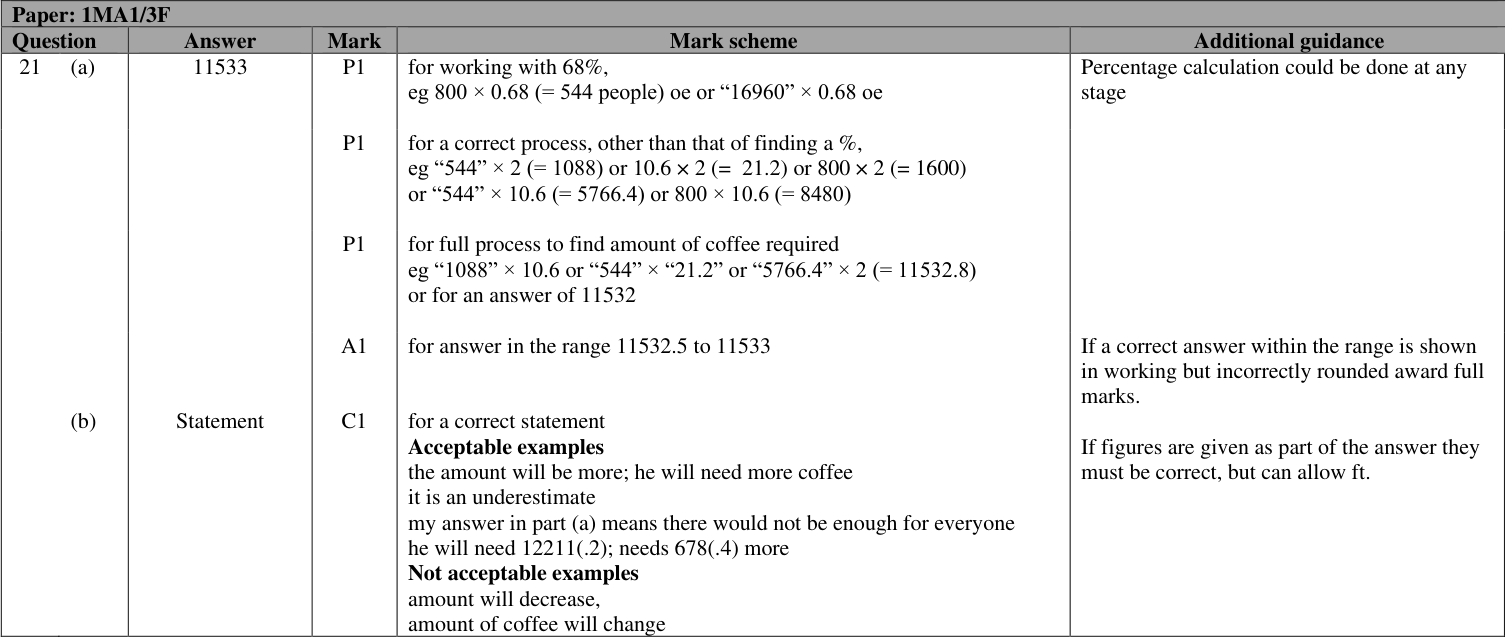 Paper: 1MA1/3F
Question Answer Mark Mark scheme Additional guidance
21 (a) 11533 P1 for working with 68%, Percentage calculation could be done at any
eg 800 × 0.68 (= 544 people) oe or “16960” × 0.68 oe stage
P1 for a correct process, other than that of finding a %,
eg “544” × 2 (= 1088) or 10.6 × 2 (= 21.2) or 800 × 2 (= 1600)
or “544” × 10.6 (= 5766.4) or 800 × 10.6 (= 8480)
P1 for full process to find amount of coffee required
eg “1088” × 10.6 or “544” × “21.2” or “5766.4” × 2 (= 11532.8)
or for an answer of 11532
A1 for answer in the range 11532.5 to 11533 If a correct answer within the range is shown
in working but incorrectly rounded award full
marks.
(b) Statement C1 for a correct statement
Acceptable examples If figures are given as part of the answer they
the amount will be more; he will need more coffee must be correct, but can allow ft.
it is an underestimate
my answer in part (a) means there would not be enough for everyone
he will need 12211(.2); needs 678(.4) more
Not acceptable examples
amount will decrease,
amount of coffee will change